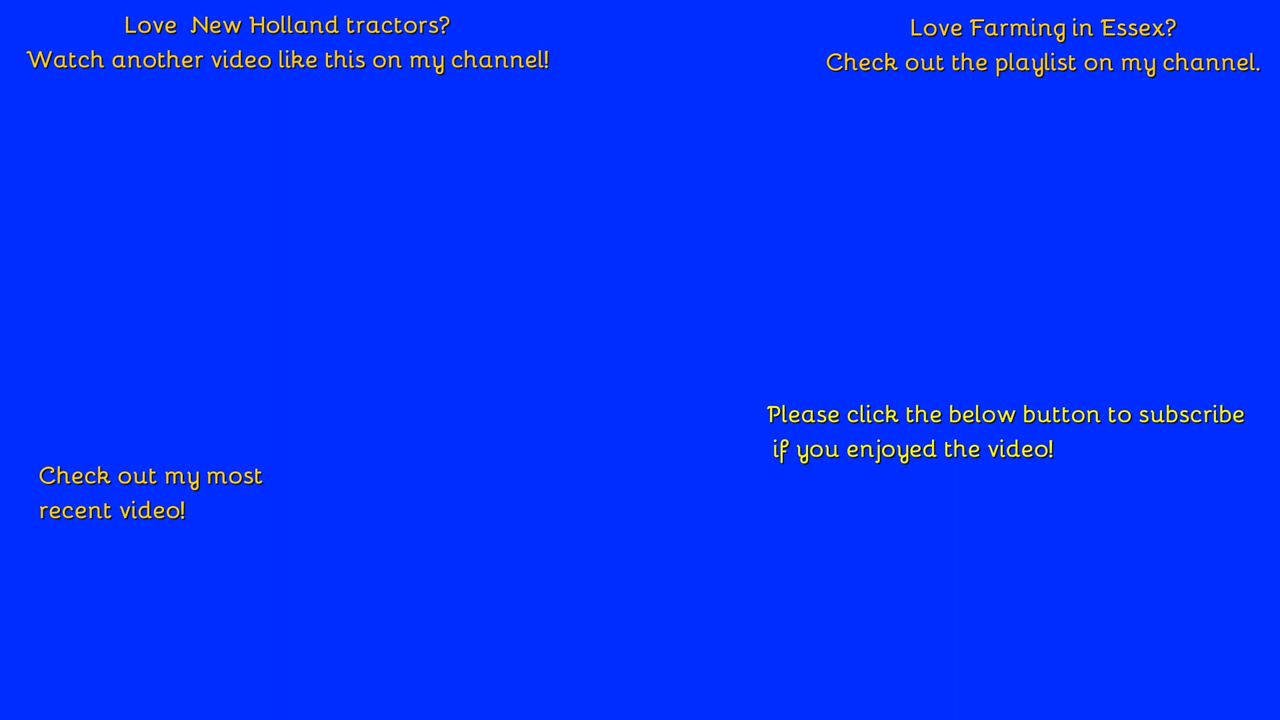 Love New Holland tractors?
Watch another video like this on my channel!
Love Farming in Essex?
Check out the playlist on my channel.
Please click the below button to subscribe
if you enjoyed the video!
Check out my most
recent video!